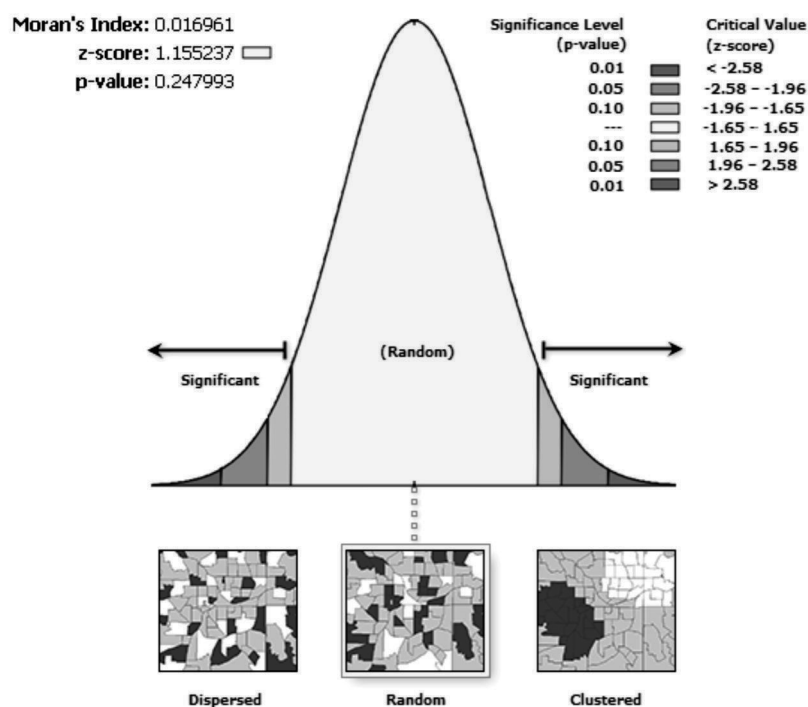 Moran's Index: 0.016961
z-score: 1.155237
p-value: 0.247993
Significance Level
(p-value)
0.01
0.05
0.10
---
0.10
0.05
0.01
Critical Value
(z-score)
< -2.58
-2.58 – -1.96
-1.96 – -1.65
-1.65 – 1.65
1.65 – 1.96
1.96 – 2.58
> 2.58
(Random)
Significant
Significant
Dispersed
Random
Clustered